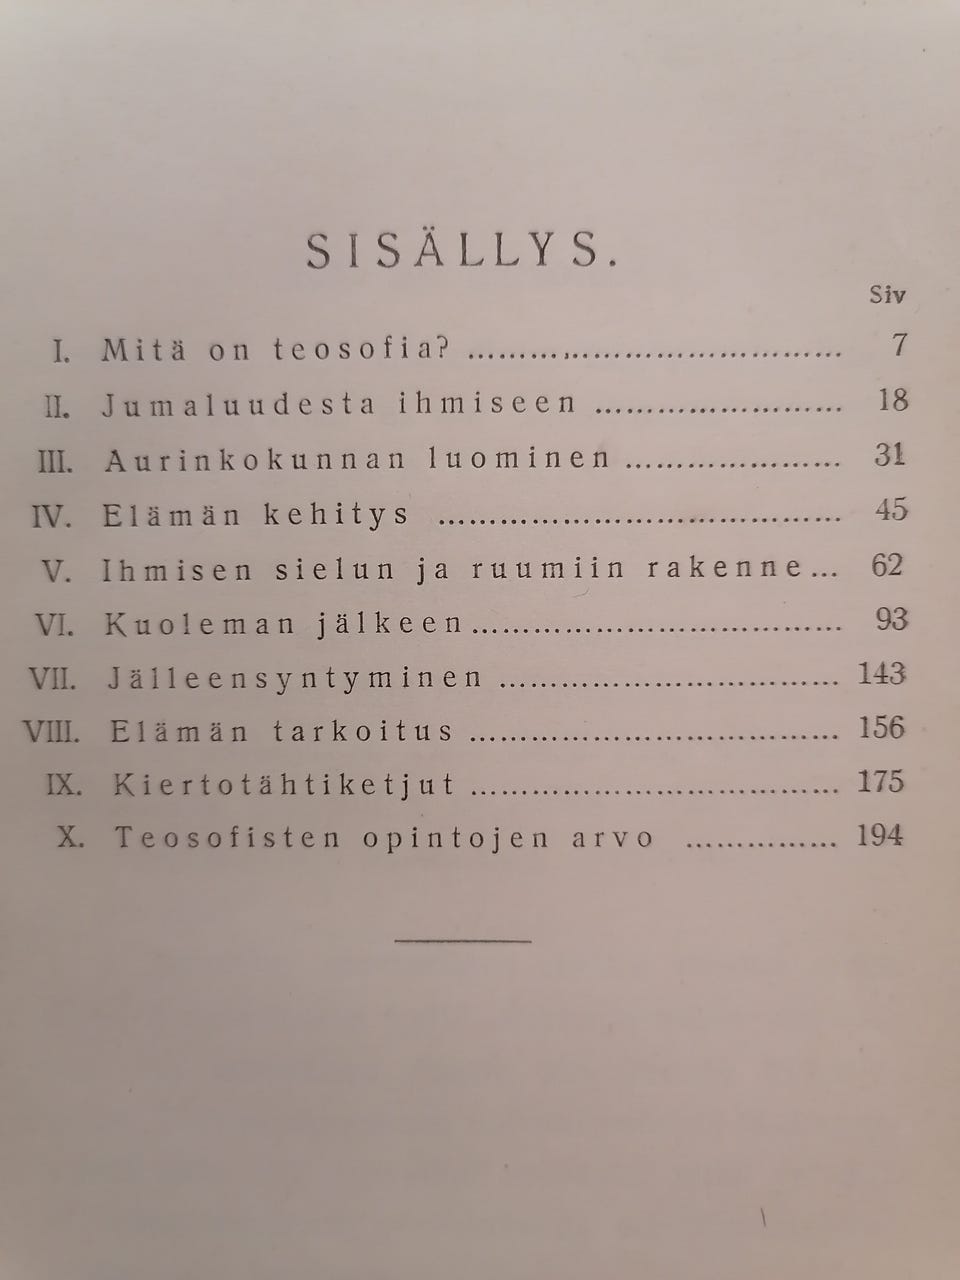 SISÄLLYS.
Siv
I. Mitä on teosofia? ........................................ 7
II. Jumaluudesta ihmiseen .......................... 18
III. Aurinkokunnan luominen ...................... 31
IV. Elämän kehitys .......................................... 45
V. Ihmisen sielun ja ruumiin rakenne... 62
VI. Kuoleman jälkeen ...................................... 93
VII. Jälleensyntyminen ................................... 143
VIII. Elämän tarkoitus ...................................... 156
IX. Kiertotähtiketjut ...................................... 175
X. Teosofisten opintojen arvo ............... 194